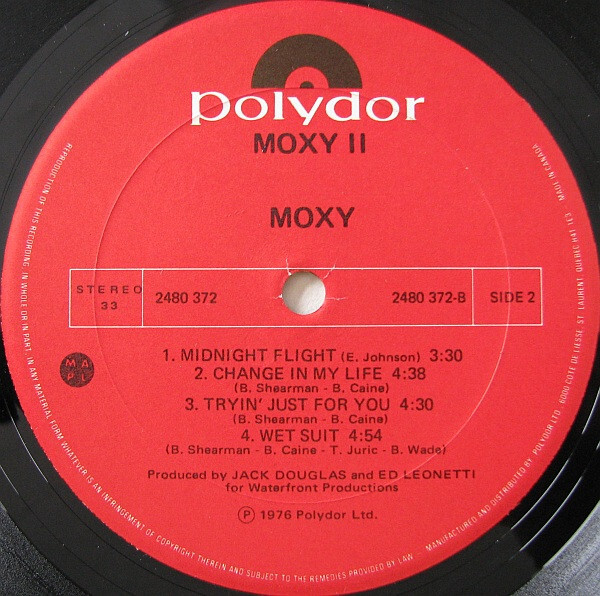 polydor
MOXY II
MOXY
STEREO
33
2480 372
2480 372-B
SIDE 2
1. MIDNIGHT FLIGHT (E. Johnson) 3:30
2. CHANGE IN MY LIFE 4:38
(B. Shearman - B. Caine)
3. TRYIN' JUST FOR YOU 4:30
(B. Shearman - B. Caine)
4. WET SUIT 4:54
(B. Shearman - B. Caine - T. Juric - B. Wade)
Produced by JACK DOUGLAS and ED LEONETTI
for Waterfront Productions
Ⓟ 1976 Polydor Ltd.
M A
P L
REPRODUCTION OF THIS RECORDING, IN WHOLE OR IN PART, IN ANY MATERIAL FORM WHATEVER IS AN INFRINGEMENT OF COPYRIGHT THEREIN AND SUBJECT TO THE REMEDIES PROVIDED BY LAW. - MANUFACTURED AND DISTRIBUTED BY POLYDOR LTD. 6000 COTE DE LIESSE, ST. LAURENT, QUEBEC H4T 1E3
MADE IN CANADA